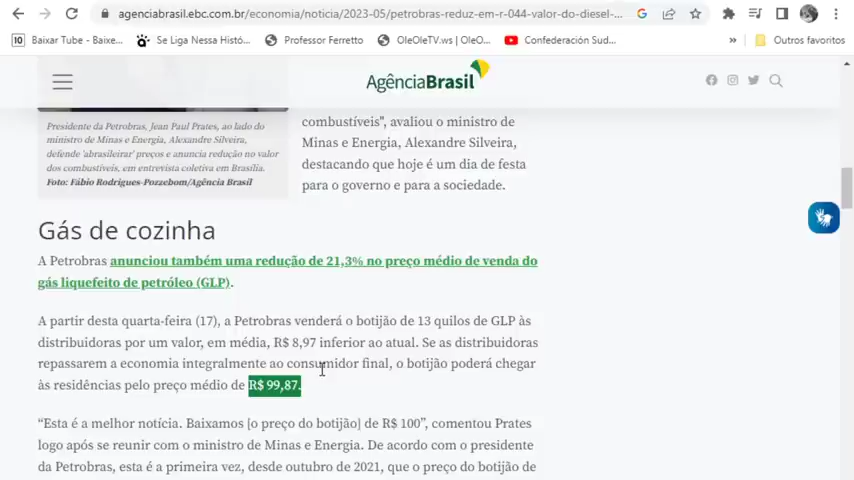 agenciabrasil.ebc.com.br/economia/noticia/2023-05/petrobras-reduz-em-r-044-valor-do-diesel-...
Baixar Tube - Baixe... Se Liga Nessa Histó... Professor Ferretto OleOleTV.ws | OleO... Confederación Sud... » Outros favoritos
AgênciaBrasil
Presidente da Petrobras, Jean Paul Prates, ao lado do
ministro de Minas e Energia, Alexandre Silveira,
defende 'abrasileirar' preços e anuncia redução no valor
dos combustíveis, em entrevista coletiva em Brasília.
Foto: Fábio Rodrigues-Pozzebom/Agência Brasil
combustíveis", avaliou o ministro de
Minas e Energia, Alexandre Silveira,
destacando que hoje é um dia de festa
para o governo e para a sociedade.
Gás de cozinha
A Petrobras anunciou também uma redução de 21,3% no preço médio de venda do
gás liquefeito de petróleo (GLP).
A partir desta quarta-feira (17), a Petrobras venderá o botijão de 13 quilos de GLP às
distribuidoras por um valor, em média, R$ 8,97 inferior ao atual. Se as distribuidoras
repassarem a economia integralmente ao consumidor final, o botijão poderá chegar
às residências pelo preço médio de R$ 99,87.
“Esta é a melhor notícia. Baixamos [o preço do botijão] de R$ 100”, comentou Prates
logo após se reunir com o ministro de Minas e Energia. De acordo com o presidente
da Petrobras, esta é a primeira vez, desde outubro de 2021, que o preço do botijão de